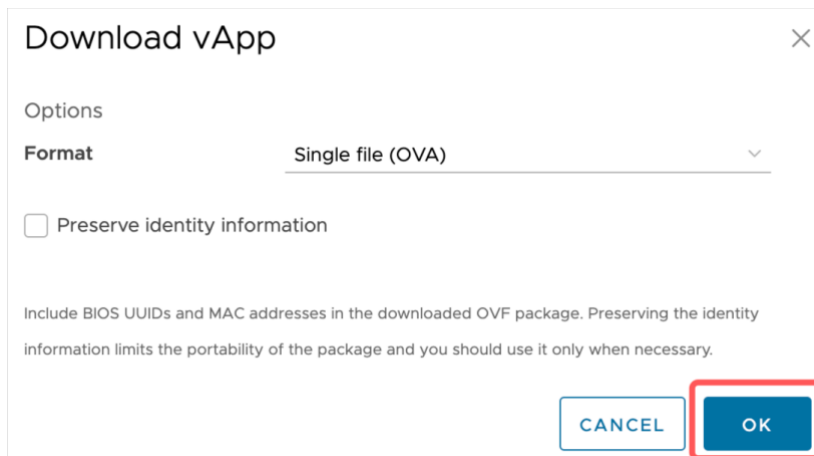 Download vApp
Options
Format
Single file (OVA)
Preserve identity information
Include BIOS UUIDs and MAC addresses in the downloaded OVF package. Preserving the identity
information limits the portability of the package and you should use it only when necessary.
CANCEL
OK